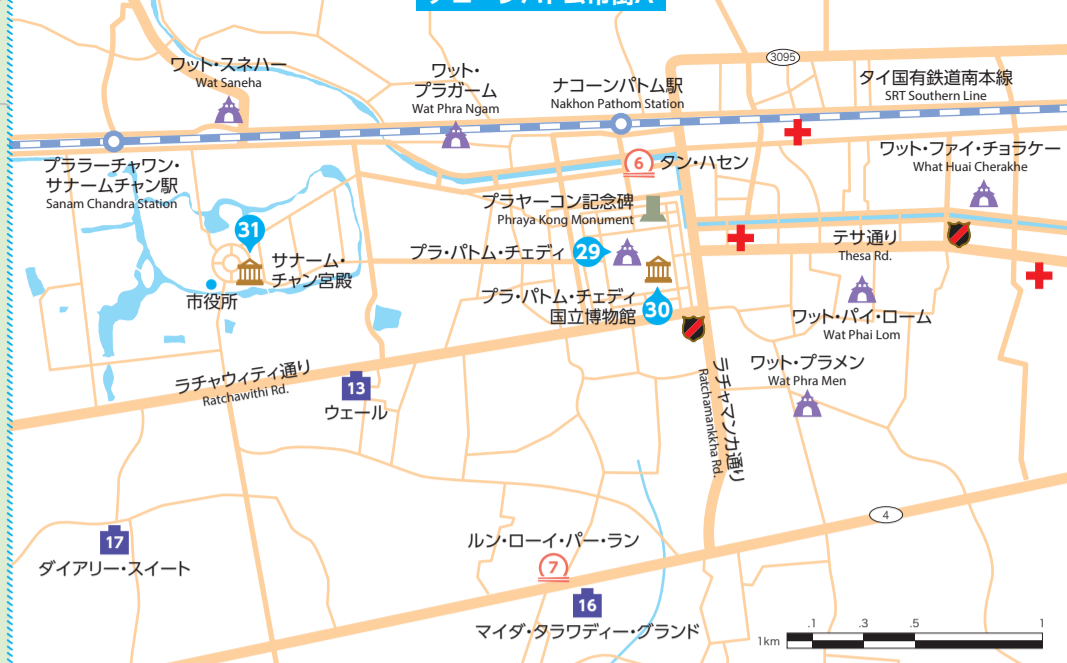 3095
ワット・スネハー
Wat Saneha
ワット・
プラガーム
Wat Phra Ngam
ナコーンパトム駅
Nakhon Pathom Station
タイ国有鉄道南本線
SRT Southern Line
プララーチャワン・
サナームチャン駅
Sanam Chandra Station
6
タン・ハセン
ワット・ファイ・チョラケー
What Huai Cherakhe
プラヤーコン記念碑
Phraya Kong Monument
31
サナーム・
チャン宮殿
市役所
プラ・パトム・チェディ
29
テサ通り
Thesa Rd.
プラ・パトム・チェディ
国立博物館
30
ワット・パイ・ローム
Wat Phai Lom
ワット・プラメン
Wat Phra Men
ラチャウィティ通り
Ratchawithi Rd.
13
ウェール
ラチャマンカ通り
Ratchamankkha Rd.
4
17
ダイアリー・スイート
ルン・ローイ・パー・ラン
7
16
マイダ・タラワディー・グランド
1km
.1
.3
.5
1